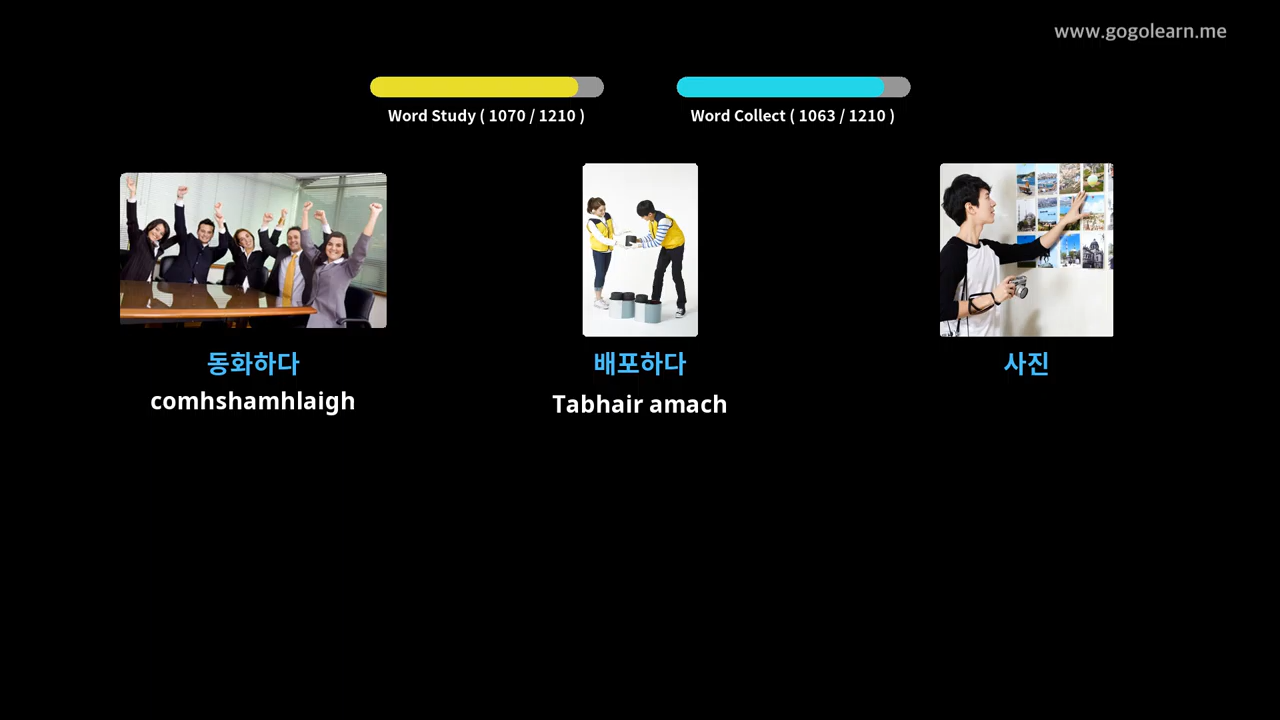 www.gogolearn.me
Word Study ( 1070 / 1210 )
Word Collect ( 1063 / 1210 )
동화하다
배포하다
사진
comhshamhlaigh
Tabhair amach